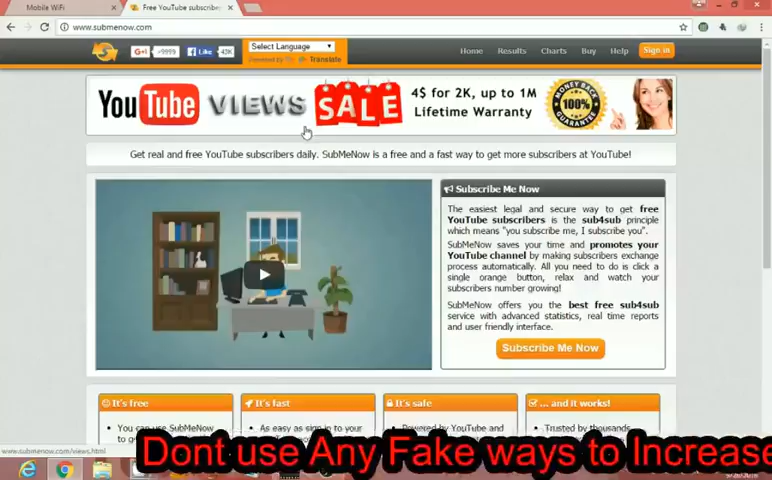 Mobile WiFi
Free YouTube subscribers
www.submenow.com
G+1 +9999 Like 43K
Select Language
Powered by Translate
Home Results Charts Buy Help Sign in
YouTube VIEWS SALE
4$ for 2K, up to 1M
Lifetime Warranty
MONEY BACK
100%
GUARANTEE
Get real and free YouTube subscribers daily. SubMeNow is a free and a fast way to get more subscribers at YouTube!
Subscribe Me Now
The easiest legal and secure way to get free
YouTube subscribers is the sub4sub principle
which means "you subscribe me, I subscribe you".
SubMeNow saves your time and promotes your
YouTube channel by making subscribers exchange
process automatically. All you need to do is click a
single orange button, relax and watch your
subscribers number growing!
SubMeNow offers you the best free sub4sub
service with advanced statistics, real time reports
and user friendly interface.
Subscribe Me Now
It's free
It's fast
It's safe
... and it works!
You can use SubMeNow
As easy as sign in to your
Powered by YouTube and
Trusted by thousands
www.submenow.com/views.html
Dont use Any Fake ways to Increase